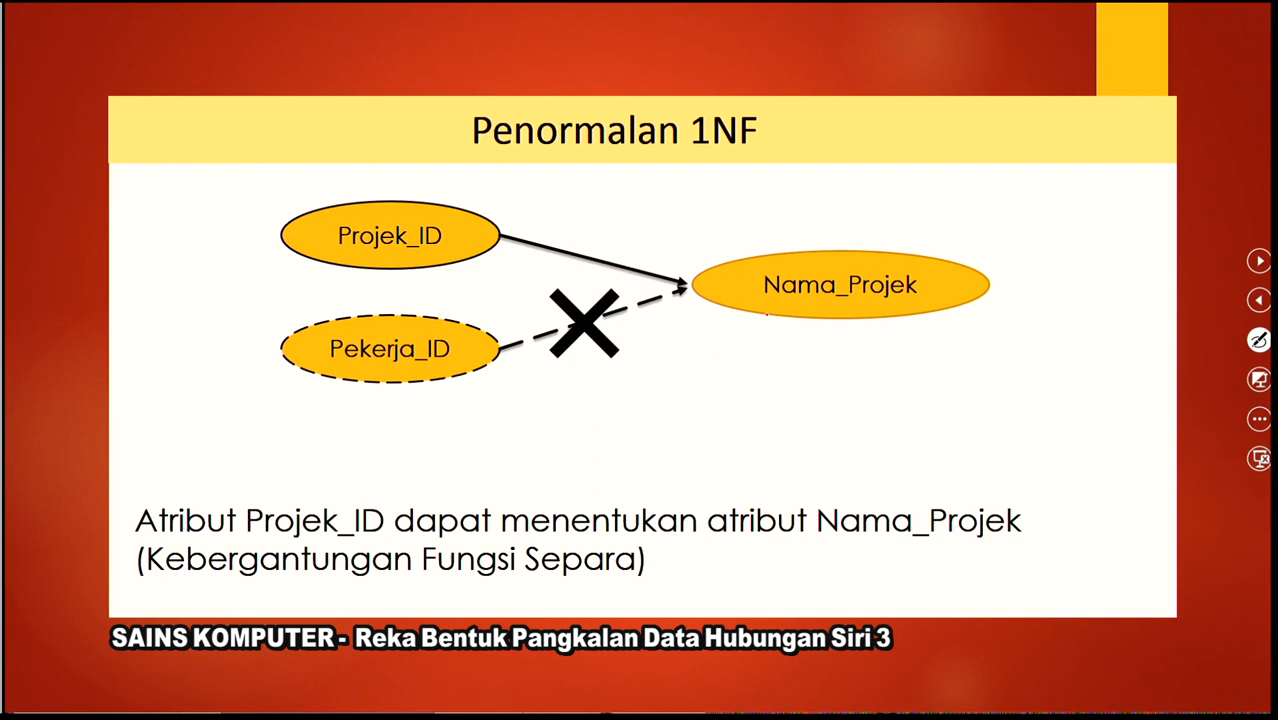 Penormalan 1NF
Projek_ID
Nama_Projek
Pekerja_ID
Atribut Projek_ID dapat menentukan atribut Nama_Projek
(Kebergantungan Fungsi Separa)
SAINS KOMPUTER - Reka Bentuk Pangkalan Data Hubungan Siri 3